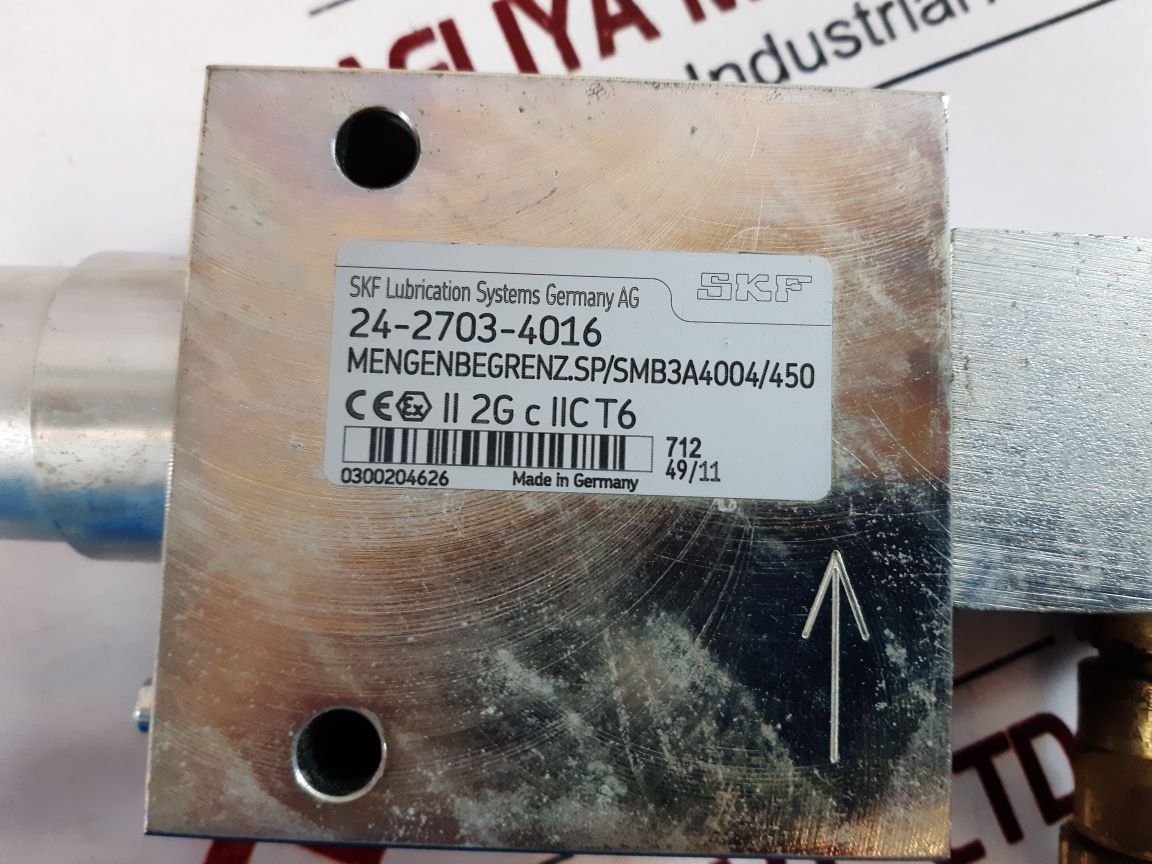 Industrial
SKF Lubrication Systems Germany AG
SKF
24-2703-4016
MENGENBEGRENZ.SP/SMB3A4004/450
CE Ex II 2G c IIC T6
712
49/11
0300204626 Made in Germany
LTD